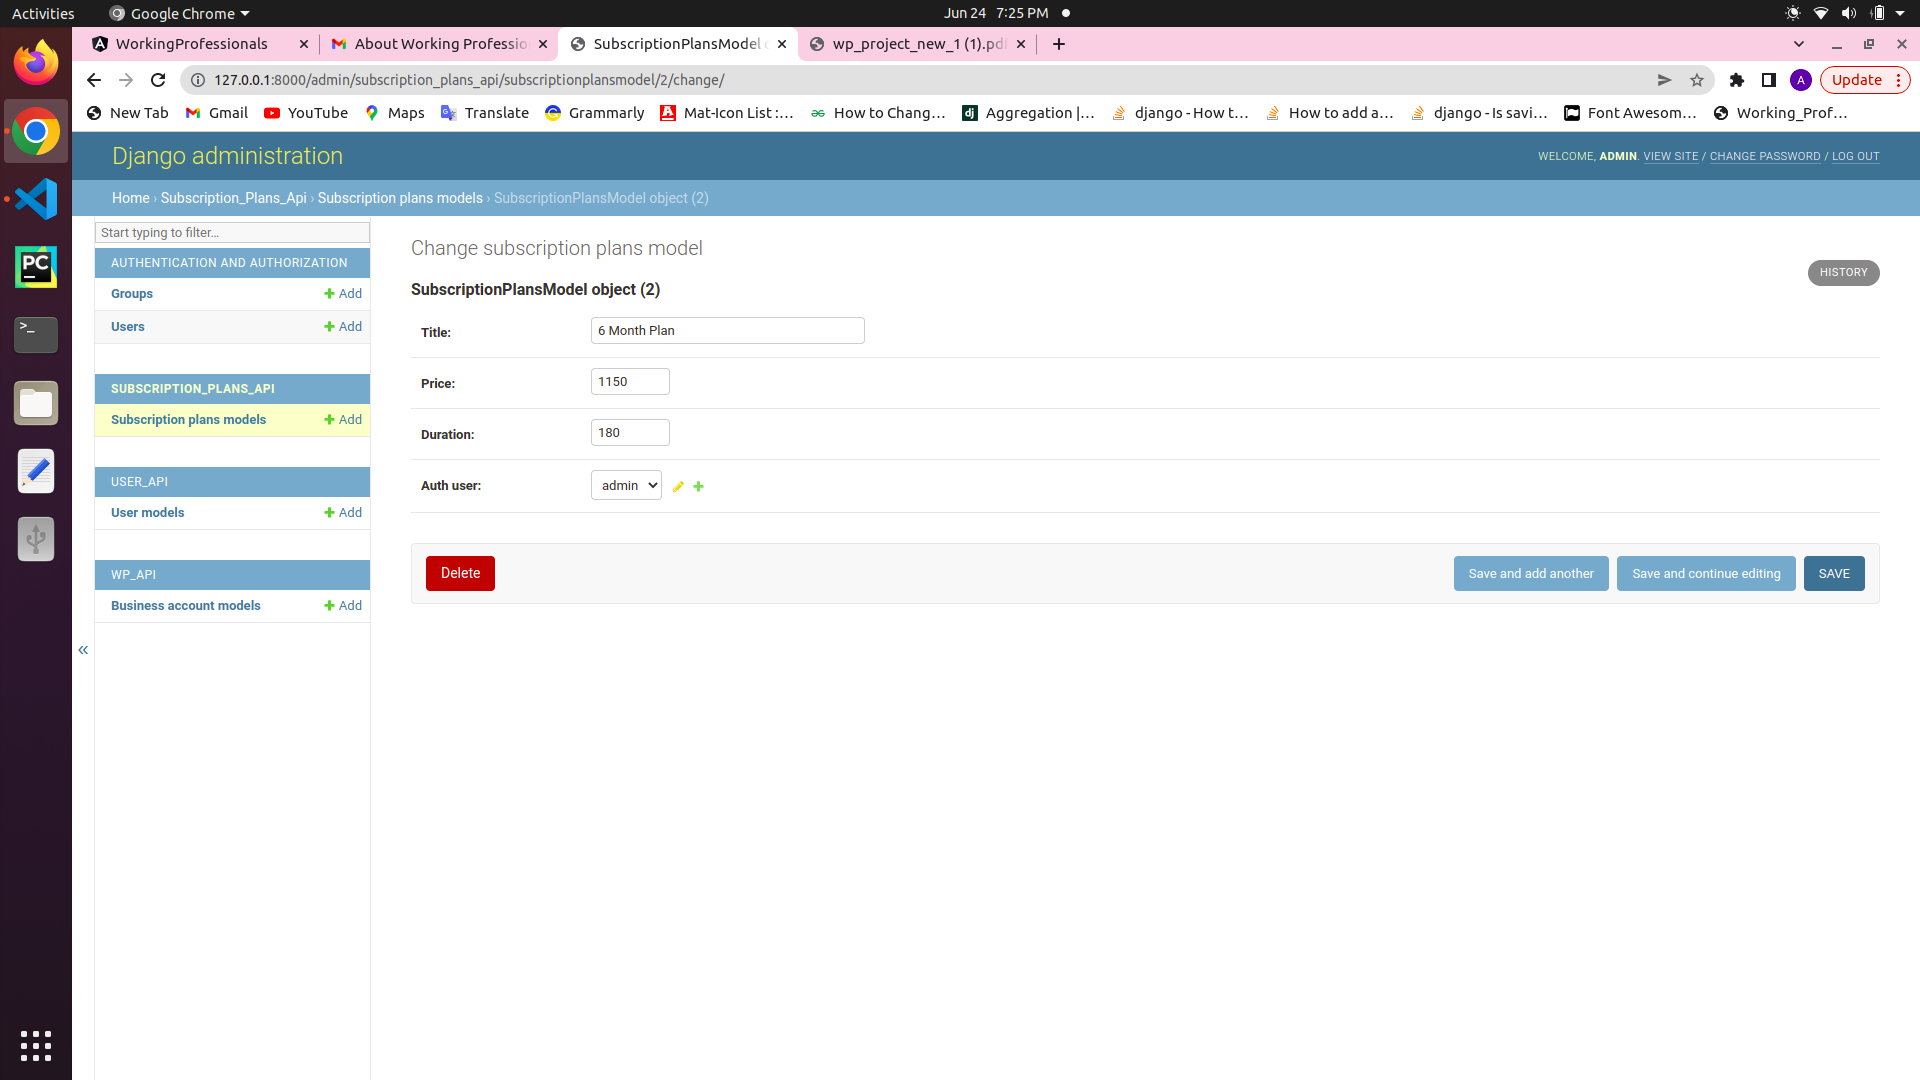 Activities
Google Chrome
Jun 24 7:25 PM
WorkingProfessionals
About Working Professio
SubscriptionPlansModel
wp_project_new_1 (1).pd
127.0.0.1:8000/admin/subscription_plans_api/subscriptionplansmodel/2/change/
A
Update
New Tab
Gmail
YouTube
Maps
Translate
Grammarly
Mat-Icon List :...
How to Chang...
Aggregation |...
django - How t...
How to add a...
django - Is savi...
Font Awesom...
Working_Prof...
Django administration
WELCOME, ADMIN. VIEW SITE / CHANGE PASSWORD / LOG OUT
Home › Subscription_Plans_Api › Subscription plans models › SubscriptionPlansModel object (2)
Start typing to filter...
AUTHENTICATION AND AUTHORIZATION
Groups
Add
Users
Add
SUBSCRIPTION_PLANS_API
Subscription plans models
Add
USER_API
User models
Add
WP_API
Business account models
Add
«
Change subscription plans model
HISTORY
SubscriptionPlansModel object (2)
Title:
6 Month Plan
Price:
1150
Duration:
180
Auth user:
admin
Delete
Save and add another
Save and continue editing
SAVE